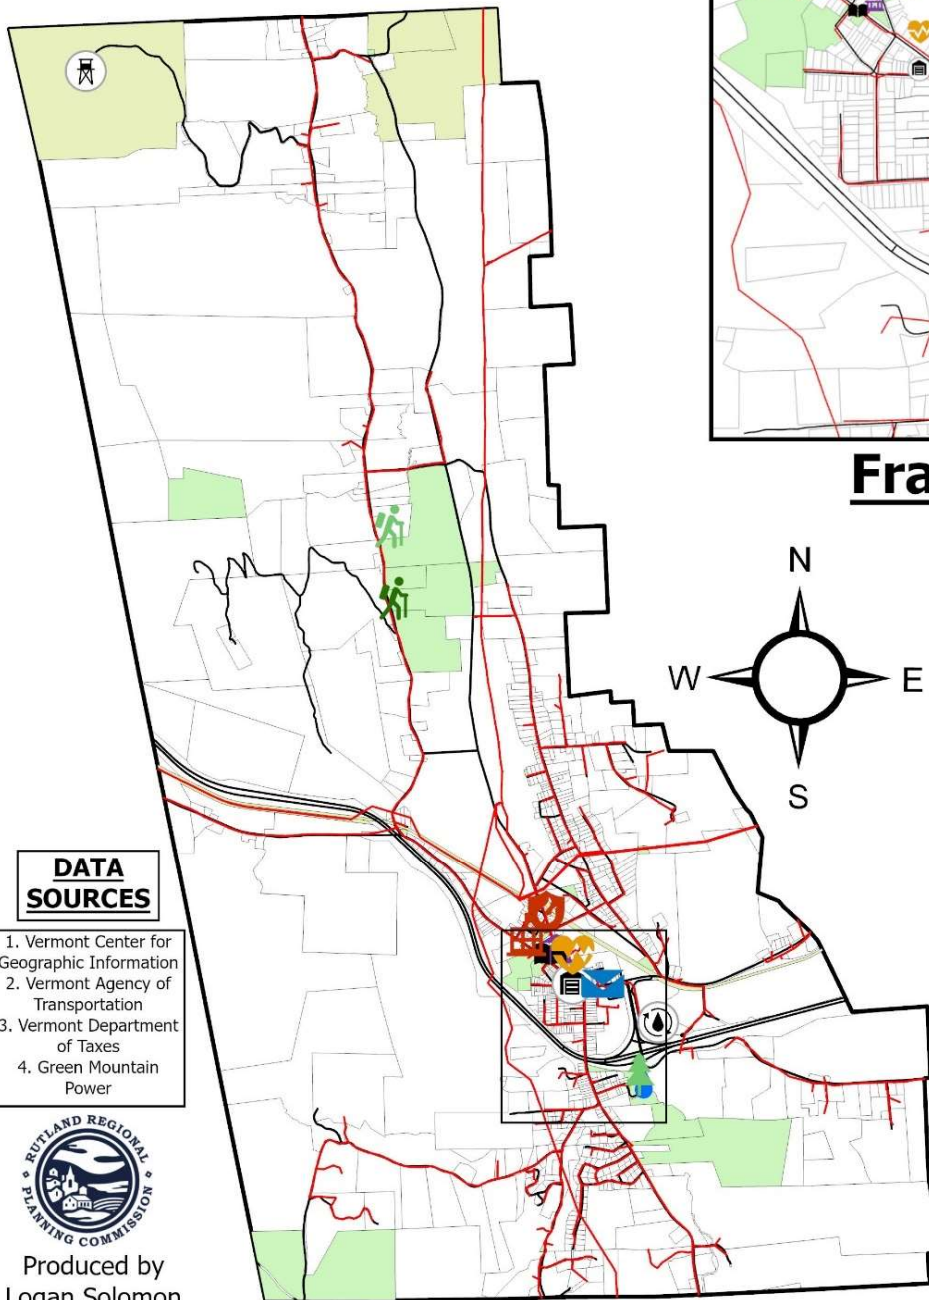 Fra
N
W
E
S
DATA
SOURCES
1. Vermont Center for
Geographic Information
2. Vermont Agency of
Transportation
3. Vermont Department
of Taxes
4. Green Mountain
Power
RUTLAND REGIONAL
PLANNING COMMISSION
Produced by
Logan Solomon